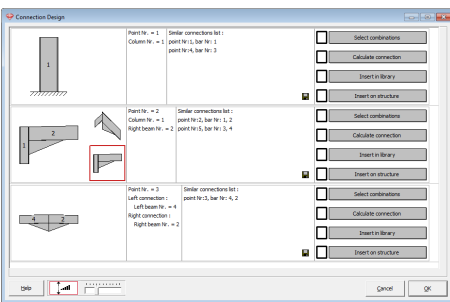 Connection Design
1
Point Nr. = 1
Column Nr. = 1
Similar connections list :
point Nr:1, bar Nr: 1
point Nr:4, bar Nr: 3
Select combinations
Calculate connection
Insert in library
Insert on structure
1
2
Point Nr. = 2
Column Nr. = 1
Right beam Nr. = 2
Similar connections list :
point Nr:2, bar Nr: 1, 2
point Nr:5, bar Nr: 3, 4
Select combinations
Calculate connection
Insert in library
Insert on structure
4
2
Point Nr. = 3
Left connection :
Left beam Nr. = 4
Right connection :
Right beam Nr. = 2
Similar connections list :
point Nr:3, bar Nr: 4, 2
Select combinations
Calculate connection
Insert in library
Insert on structure
Help
Cancel
OK